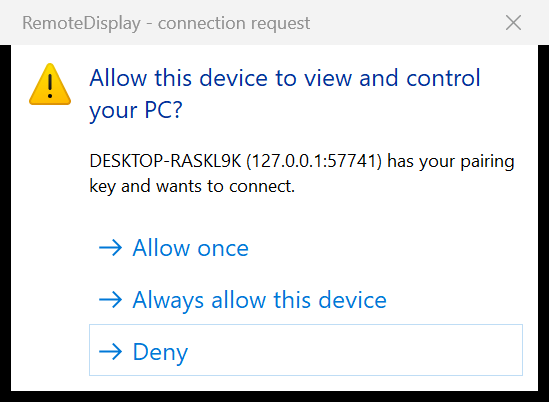 RemoteDisplay - connection request
Allow this device to view and control
your PC?
DESKTOP-RASKL9K (127.0.0.1:57741) has your pairing
key and wants to connect.
Allow once
Always allow this device
Deny